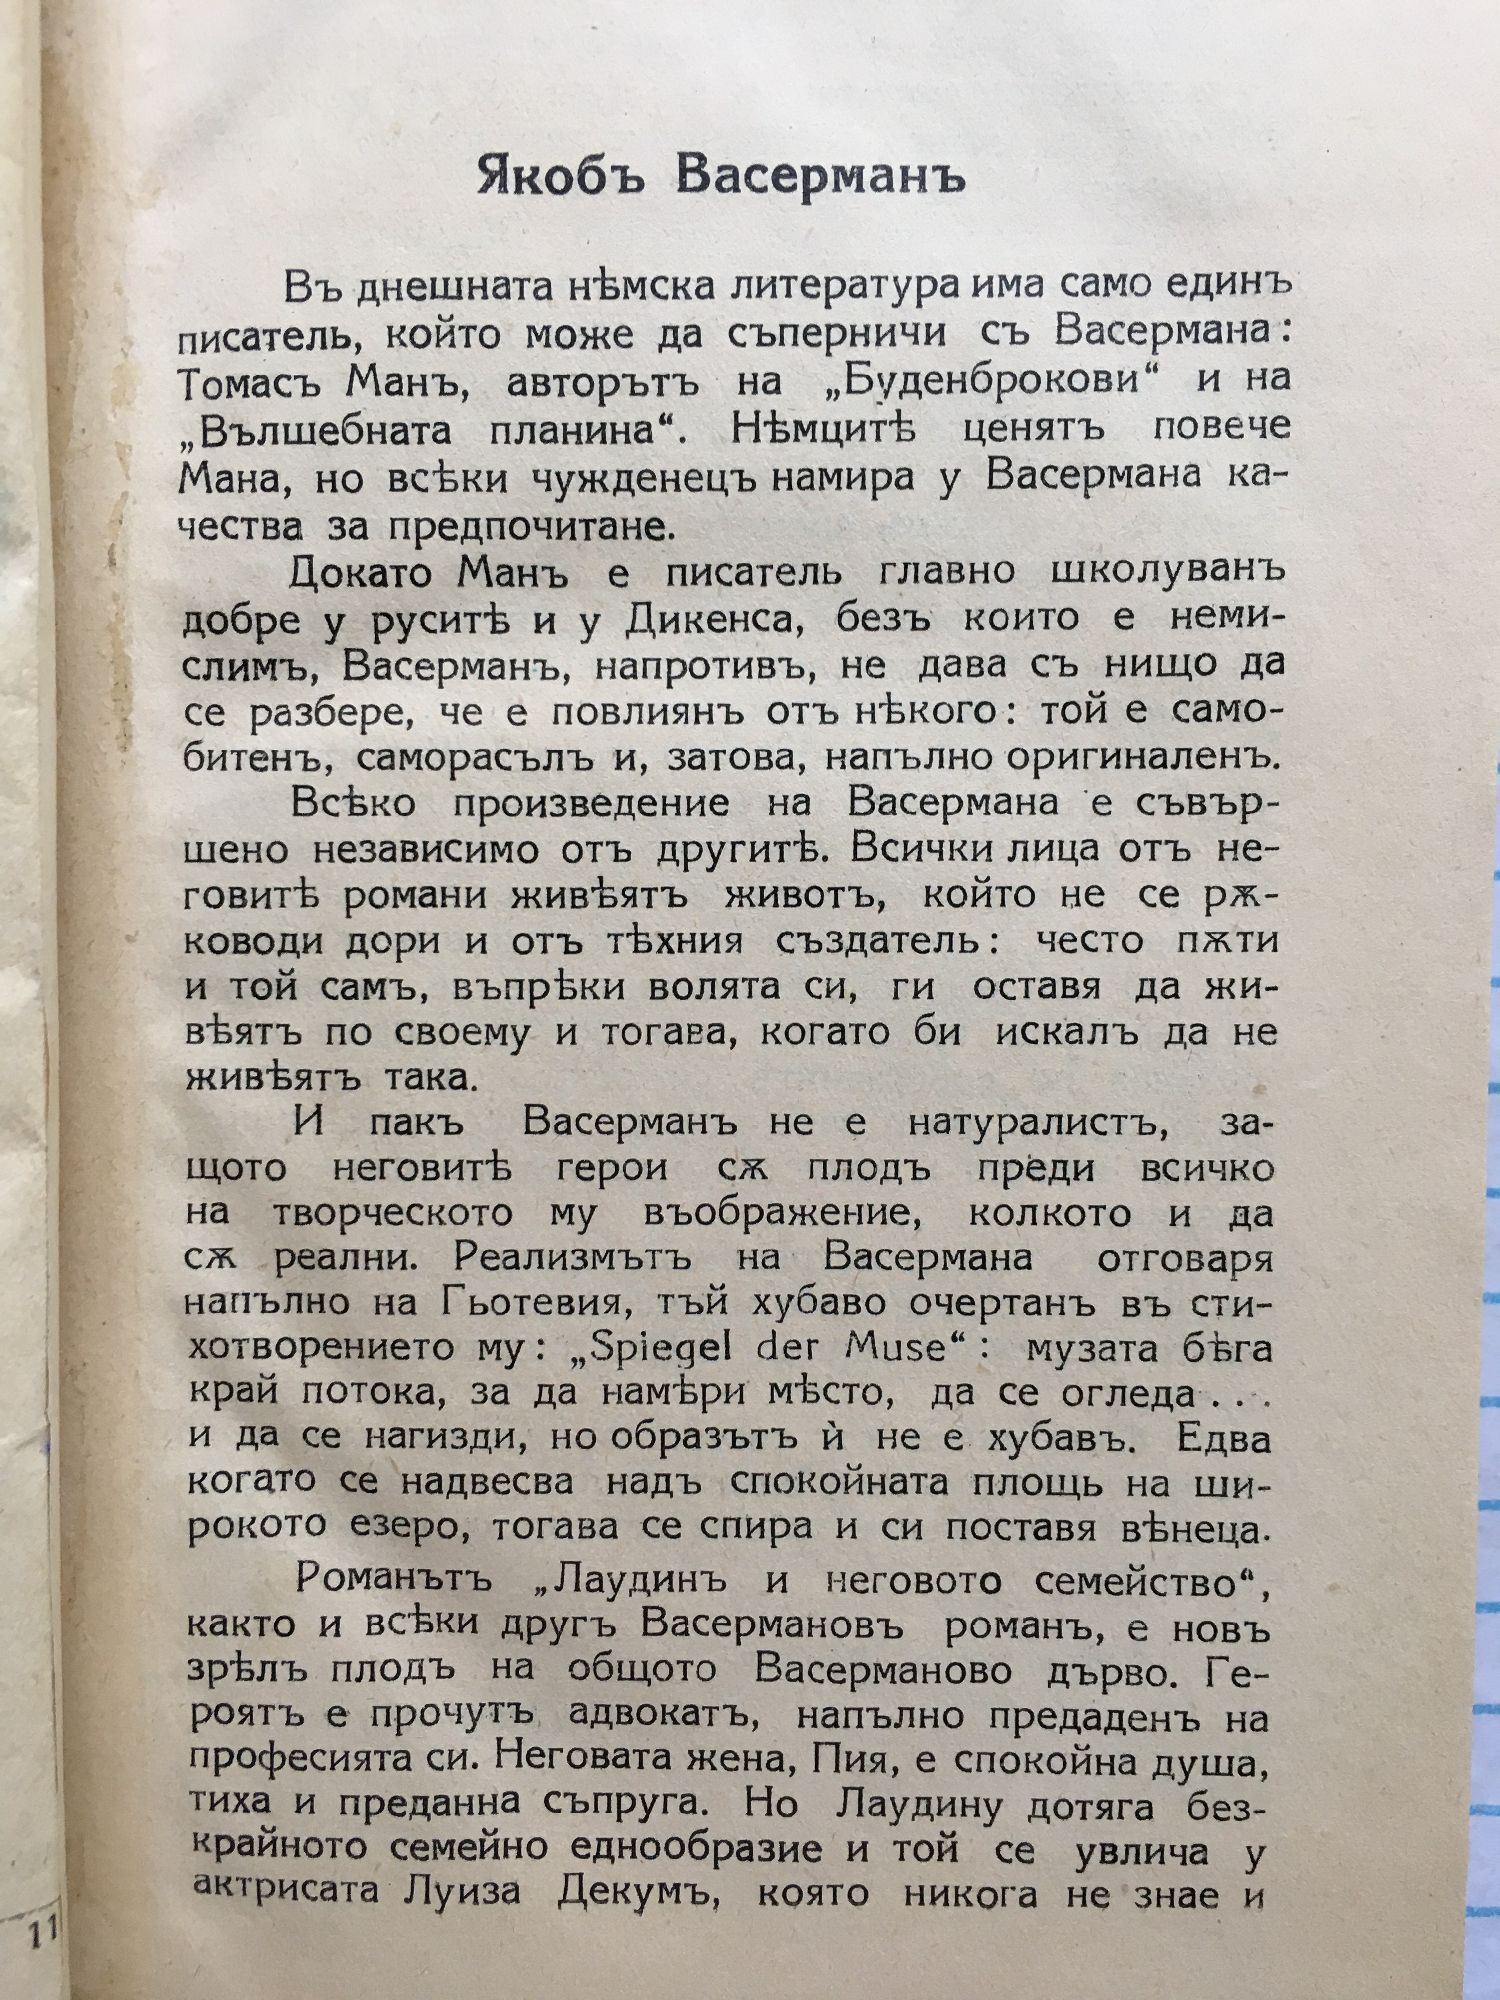 Якобъ Васерманъ
Въ днешната нѣмска литература има само единъ
писатель, който може да съперничи съ Васермана:
Томасъ Манъ, авторътъ на „Буденброкови“ и на
„Вълшебната планина“. Нѣмцитѣ ценятъ повече
Мана, но всѣки чужденецъ намира у Васермана ка-
чества за предпочитане.
Докато Манъ е писатель главно школуванъ
добре у руситѣ и у Дикенса, безъ които е неми-
слимъ, Васерманъ, напротивъ, не дава съ нищо да
се разбере, че е повлиянъ отъ нѣкого: той е само-
битенъ, саморасълъ и, затова, напълно оригиналенъ.
Всѣко произведение на Васермана е съвър-
шено независимо отъ другитѣ. Всички лица отъ не-
говитѣ романи живѣятъ животъ, който не се рѫ-
ководи дори и отъ тѣхния създатель: често пѫти
и той самъ, въпрѣки волята си, ги оставя да жи-
вѣятъ по своему и тогава, когато би искалъ да не
живѣятъ така.
И пакъ Васерманъ не е натуралистъ, за-
щото неговитѣ герои сѫ плодъ преди всичко
на творческото му въображение, колкото и да
сѫ реални. Реализмътъ на Васермана отговаря
напълно на Гьотевия, тъй хубаво очертанъ въ сти-
хотворението му: „Spiegel der Muse“: музата бѣга
край потока, за да намѣри мѣсто, да се огледа...
и да се нагизди, но образътъ ѝ не е хубавъ. Едва
когато се надвесва надъ спокойната площь на ши-
рокото езеро, тогава се спира и си поставя вѣнеца.
Романътъ „Лаудинъ и неговото семейство“,
както и всѣки другъ Васермановъ романъ, е новъ
зрѣлъ плодъ на общото Васерманово дърво. Ге-
роятъ е прочутъ адвокатъ, напълно предаденъ на
професията си. Неговата жена, Пия, е спокойна душа,
тиха и преданна съпруга. Но Лаудину дотяга без-
крайното семейно еднообразие и той се увлича у
актрисата Луиза Декумъ, която никога не знае и
11